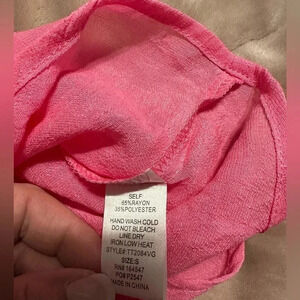 SELF
65%RAYON
35%POLYESTER
HAND WASH COLD
DO NOT BLEACH
LINE DRY
IRON LOW HEAT
STYLE#:TT2084VG
SIZE:S
RN# 164547
PO# P2547
MADE IN CHINA